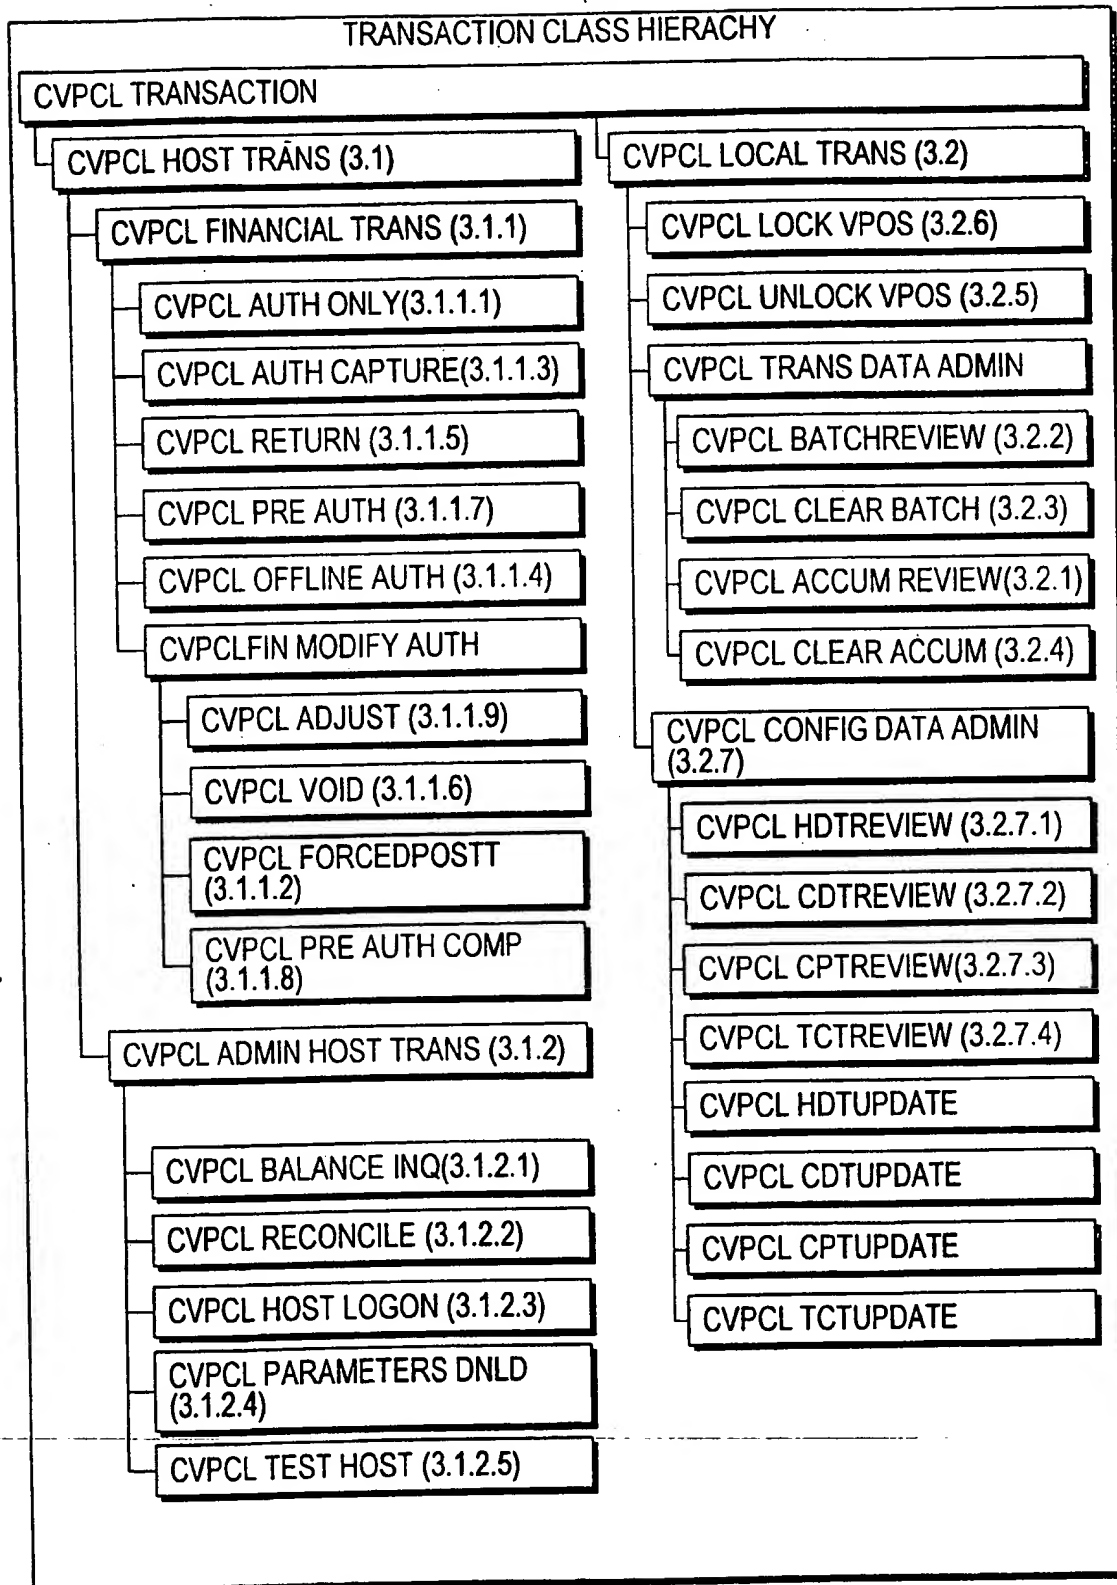 TRANSACTION CLASS HIERACHY
CVPCL TRANSACTION
CVPCL HOST TRANS (3.1)
CVPCL FINANCIAL TRANS (3.1.1)
CVPCL AUTH ONLY(3.1.1.1)
CVPCL AUTH CAPTURE(3.1.1.3)
CVPCL RETURN (3.1.1.5)
CVPCL PRE AUTH (3.1.1.7)
CVPCL OFFLINE AUTH (3.1.1.4)
CVPCLFIN MODIFY AUTH
CVPCL ADJUST (3.1.1.9)
CVPCL VOID (3.1.1.6)
CVPCL FORCEDPOSTT
(3.1.1.2)
CVPCL PRE AUTH COMP
(3.1.1.8)
CVPCL ADMIN HOST TRANS (3.1.2)
CVPCL BALANCE INQ(3.1.2.1)
CVPCL RECONCILE (3.1.2.2)
CVPCL HOST LOGON (3.1.2.3)
CVPCL PARAMETERS DNLD
(3.1.2.4)
CVPCL TEST HOST (3.1.2.5)
CVPCL LOCAL TRANS (3.2)
CVPCL LOCK VPOS (3.2.6)
CVPCL UNLOCK VPOS (3.2.5)
CVPCL TRANS DATA ADMIN
CVPCL BATCHREVIEW (3.2.2)
CVPCL CLEAR BATCH (3.2.3)
CVPCL ACCUM REVIEW(3.2.1)
CVPCL CLEAR ACCUM (3.2.4)
CVPCL CONFIG DATA ADMIN
(3.2.7)
CVPCL HDTREVIEW (3.2.7.1)
CVPCL CDTREVIEW (3.2.7.2)
CVPCL CPTREVIEW(3.2.7.3)
CVPCL TCTREVIEW (3.2.7.4)
CVPCL HDTUPDATE
CVPCL CDTUPDATE
CVPCL CPTUPDATE
CVPCL TCTUPDATE